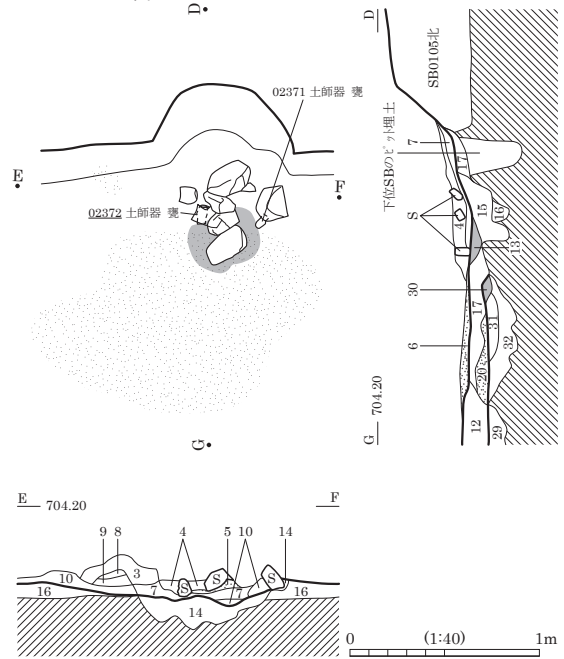 D
02371 土師器 甕
E
F
02372 土師器 甕
G
D
SB0105北
下位SBのピット埋土
7
17
S
4
15
16
13
30
17
31
32
6
20
G 704.20
12
29
E 704.20
F
9 8 4 5 10 14
10 3 S S S
16 7 7 16
14
0 (1:40) 1m